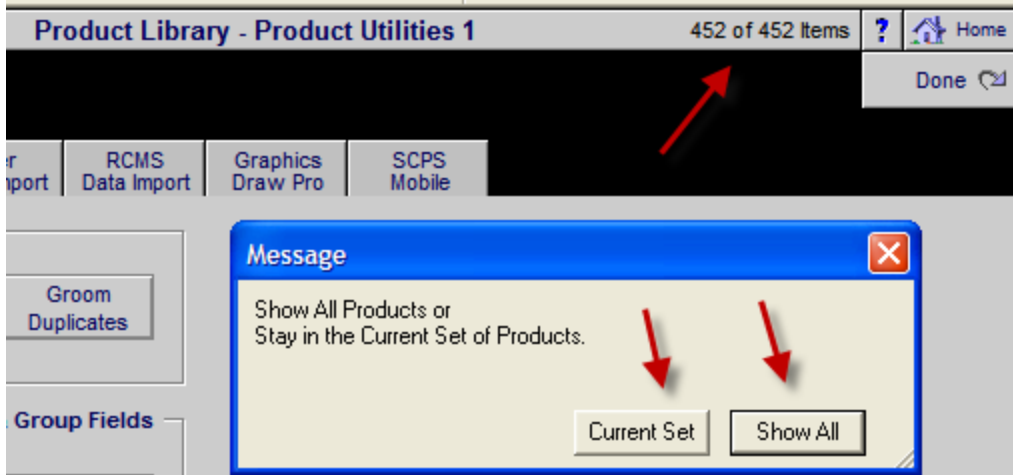 Product Library - Product Utilities 1
452 of 452 Items
?
Home
Done
RCMS
Data Import
Graphics
Draw Pro
SCPS
Mobile
Groom
Duplicates
Group Fields
Message
Show All Products or
Stay in the Current Set of Products.
Current Set
Show All